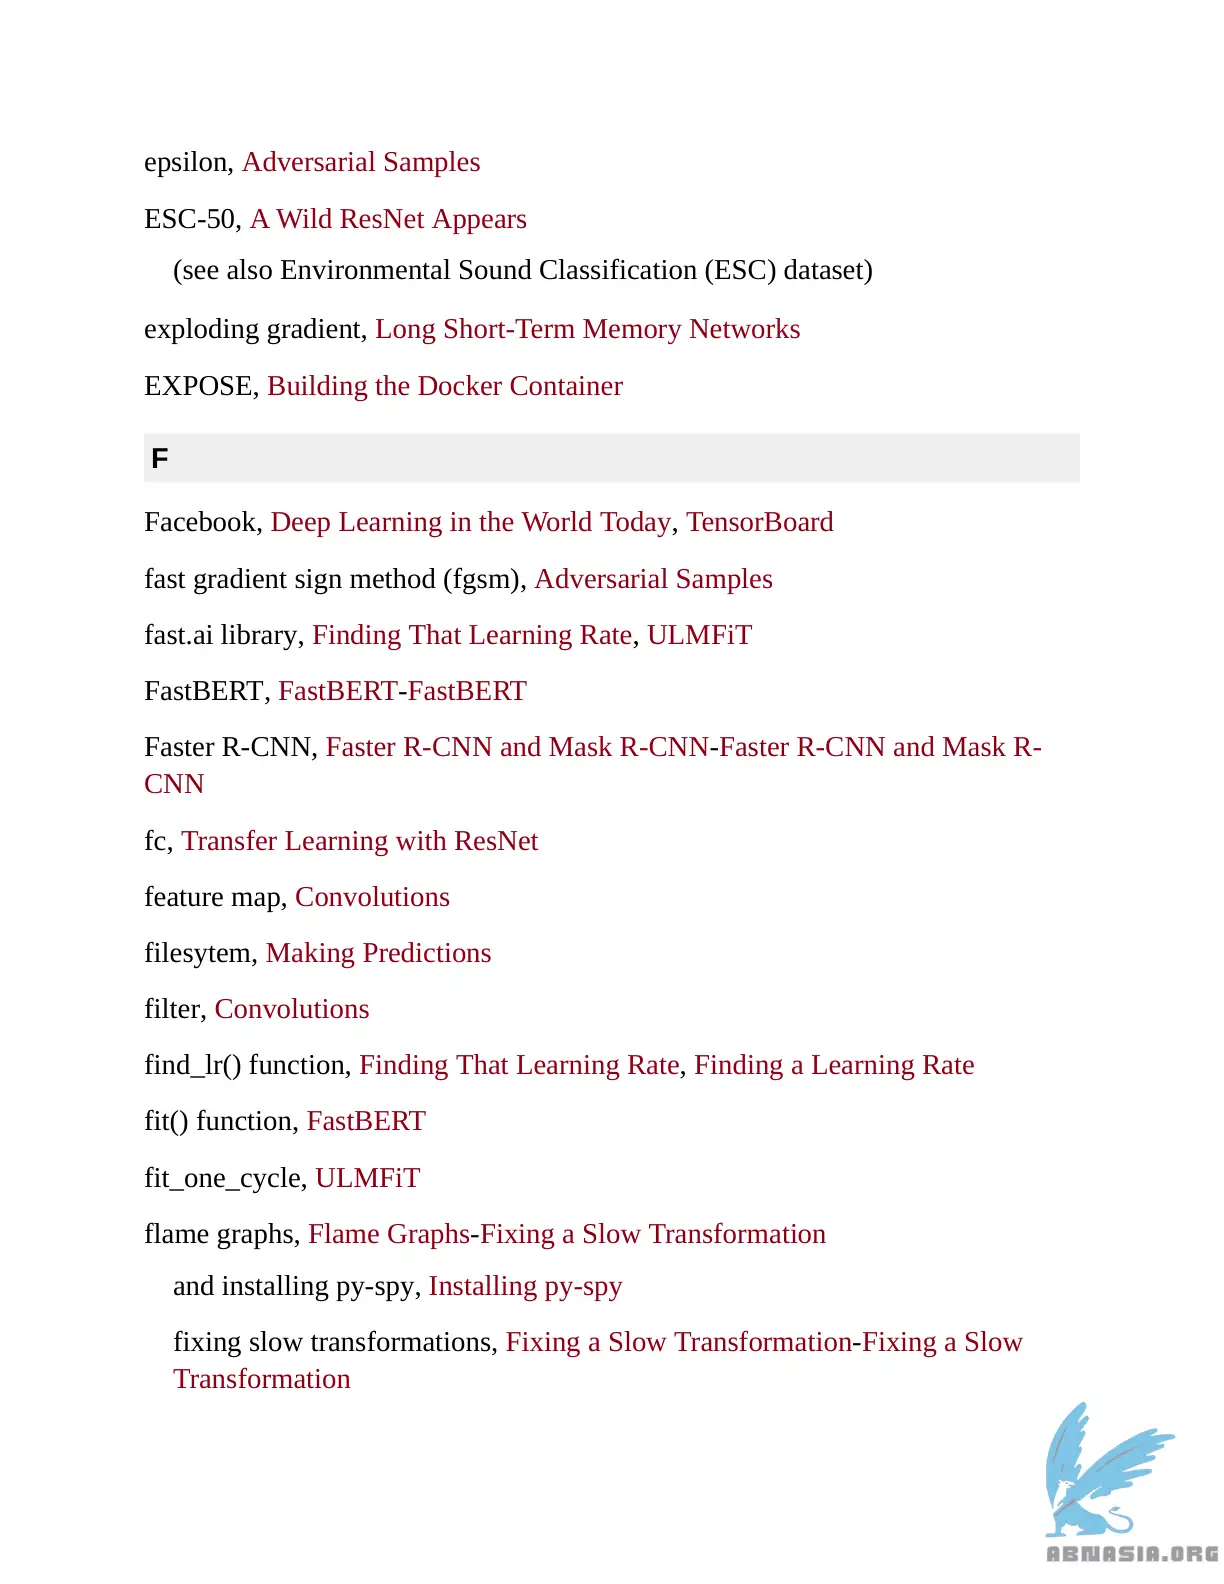 epsilon, Adversarial Samples
ESC-50, A Wild ResNet Appears
(see also Environmental Sound Classification (ESC) dataset)
exploding gradient, Long Short-Term Memory Networks
EXPOSE, Building the Docker Container
F
Facebook, Deep Learning in the World Today, TensorBoard
fast gradient sign method (fgsm), Adversarial Samples
fast.ai library, Finding That Learning Rate, ULMFiT
FastBERT, FastBERT-FastBERT
Faster R-CNN, Faster R-CNN and Mask R-CNN-Faster R-CNN and Mask R-
CNN
fc, Transfer Learning with ResNet
feature map, Convolutions
filesytem, Making Predictions
filter, Convolutions
find_lr() function, Finding That Learning Rate, Finding a Learning Rate
fit() function, FastBERT
fit_one_cycle, ULMFiT
flame graphs, Flame Graphs-Fixing a Slow Transformation
and installing py-spy, Installing py-spy
fixing slow transformations, Fixing a Slow Transformation-Fixing a Slow
Transformation
ABNASIA.ORG